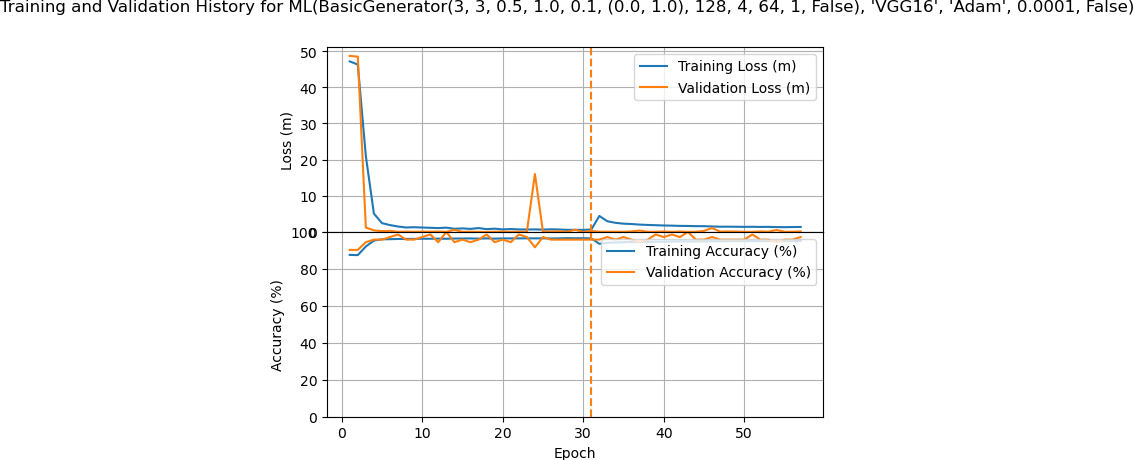 Training and Validation History for ML(BasicGenerator(3, 3, 0.5, 1.0, 0.1, (0.0, 1.0), 128, 4, 64, 1, False), 'VGG16', 'Adam', 0.0001, False)
50
40
30
20
10
0
Loss (m)
Training Loss (m)
Validation Loss (m)
100
80
60
40
20
0
Accuracy (%)
Training Accuracy (%)
Validation Accuracy (%)
0 10 20 30 40 50
Epoch